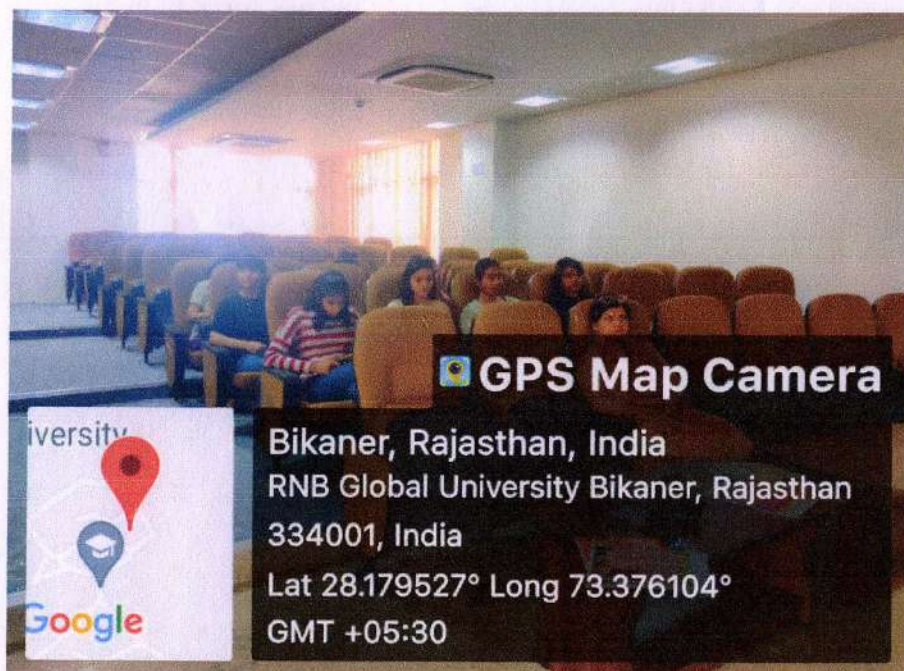 GPS Map Camera
iversity
Google
Bikaner, Rajasthan, India
RNB Global University Bikaner, Rajasthan
334001, India
Lat 28.179527° Long 73.376104°
GMT +05:30